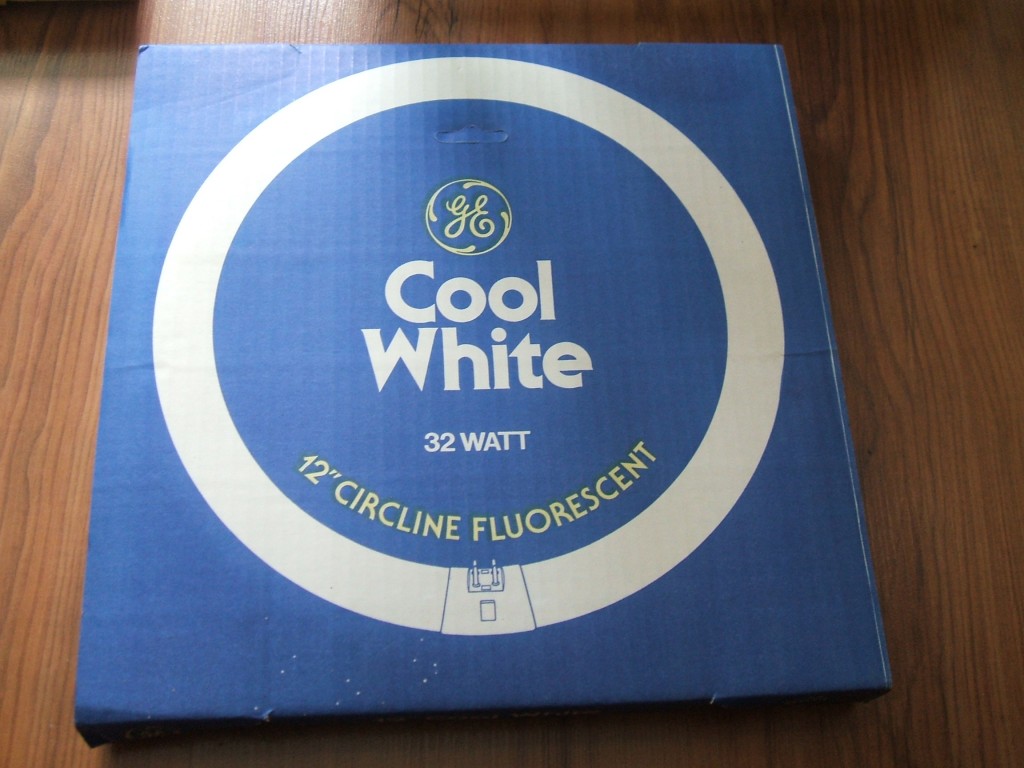 GE
Cool
White
32 WATT
12" CIRCLINE FLUORESCENT